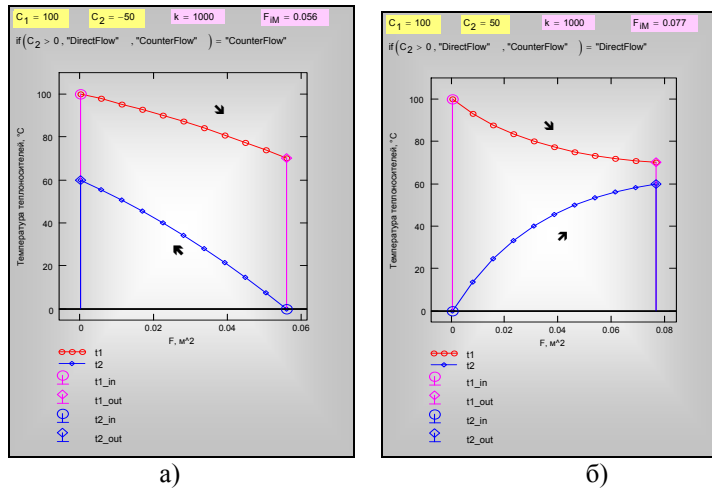 C₁ = 100 C₂ = −50 k = 1000 F_iM = 0.056
if(C₂ > 0 , "DirectFlow" , "CounterFlow" ) = "CounterFlow"
Температура теплоносителей, °C
100
80
60
40
20
0
0 0.02 0.04 0.06
F, м^2
t1
t2
t1_in
t1_out
t2_in
t2_out
а)
C₁ = 100 C₂ = 50 k = 1000 F_iM = 0.077
if(C₂ > 0 , "DirectFlow" , "CounterFlow" ) = "DirectFlow"
Температура теплоносителей, °C
100
80
60
40
20
0
0 0.02 0.04 0.06 0.08
F, м^2
t1
t2
t1_in
t1_out
t2_in
t2_out
б)